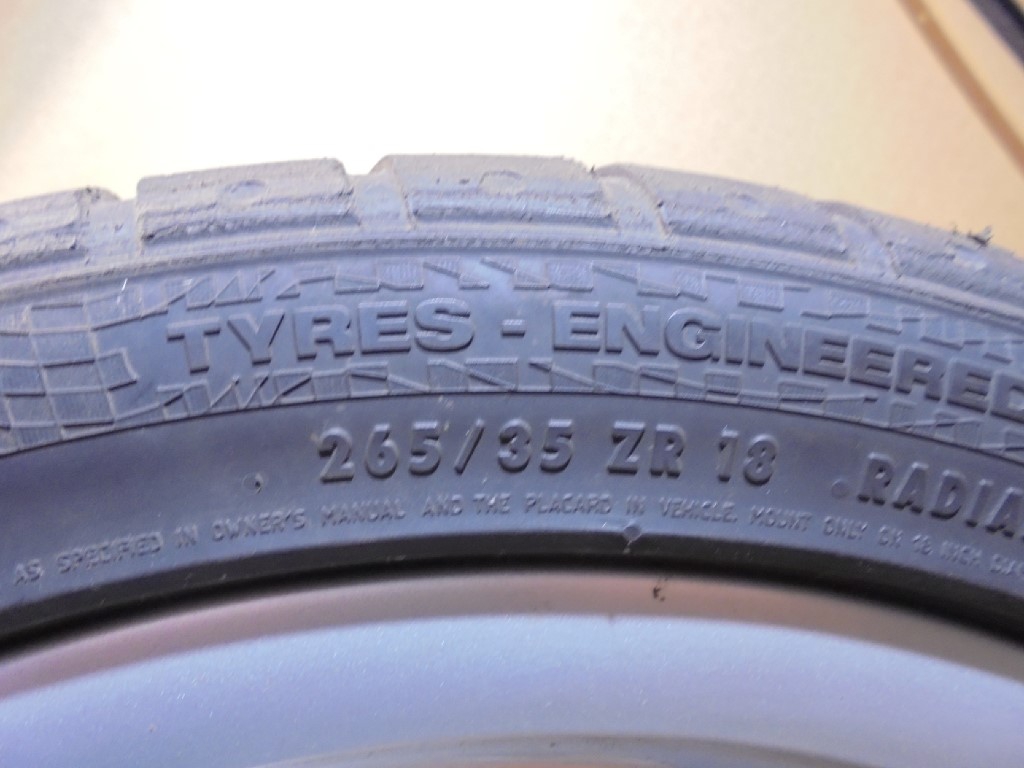 TYRES - ENGINEERED
265/35 ZR 18 RADIA
AS SPECIFIED IN OWNER'S MANUAL AND THE PLACARD IN VEHICLE. MOUNT ONLY ON 18 INCH